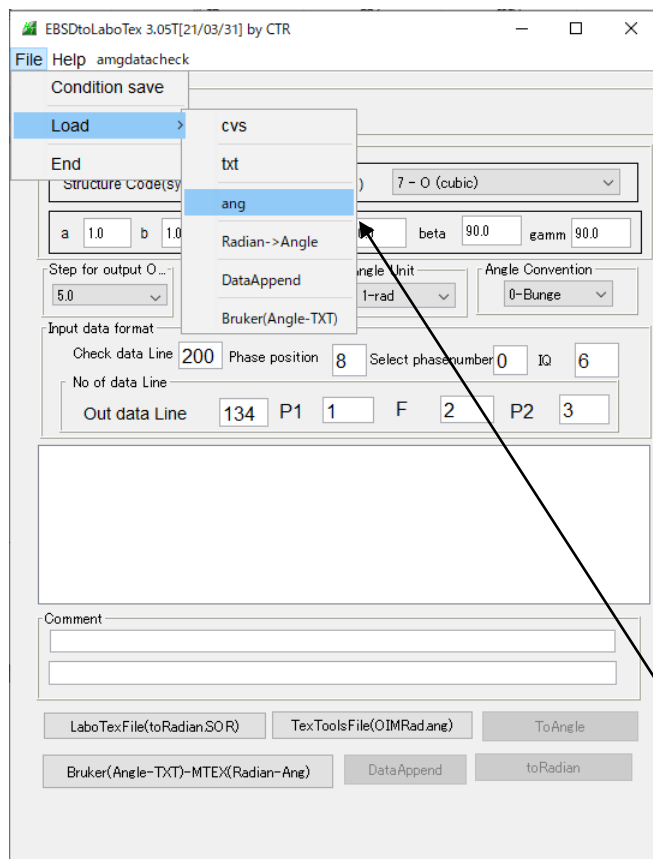 EBSDtoLaboTex 3.05T[21/03/31] by CTR
File Help amgdatacheck
Condition save
Load
End
cvs
txt
ang
Radian->Angle
DataAppend
Bruker(Angle-TXT)
Structure Code(sy
) 7 - O (cubic)
a 1.0 b 1.0 beta 90.0 gamm 90.0
Step for output O...
Angle Convention
5.0 1-rad 0-Bunge
Input data format
Check data Line 200 Phase position 8 Select phasenumber 0 IQ 6
No of data Line
Out data Line 134 P1 1 F 2 P2 3
Comment
LaboTexFile(toRadian.SOR) TexToolsFile(OIMRad.ang) ToAngle
Bruker(Angle-TXT)-MTEX(Radian-Ang) DataAppend toRadian